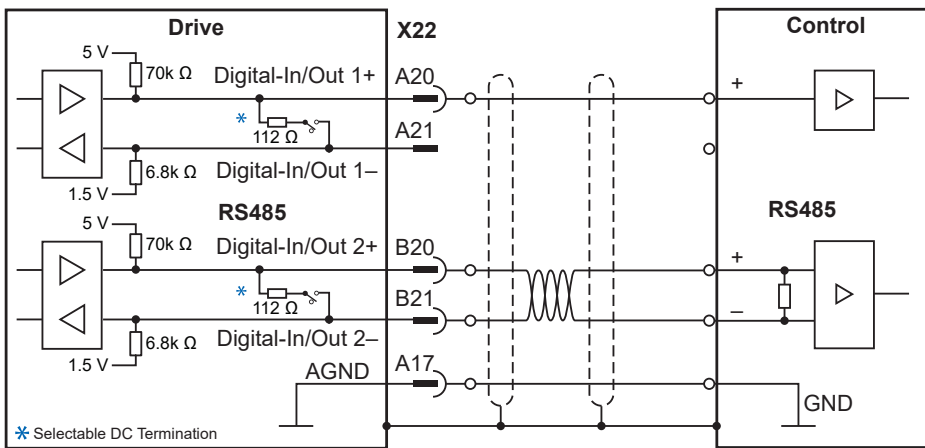 Drive
X22
Control
5 V
70k Ω
Digital-In/Out 1+
A20
+
*
112 Ω
A21
6.8k Ω
Digital-In/Out 1–
1.5 V
RS485
RS485
5 V
70k Ω
Digital-In/Out 2+
B20
+
*
112 Ω
B21
–
6.8k Ω
Digital-In/Out 2–
1.5 V
AGND
A17
GND
* Selectable DC Termination